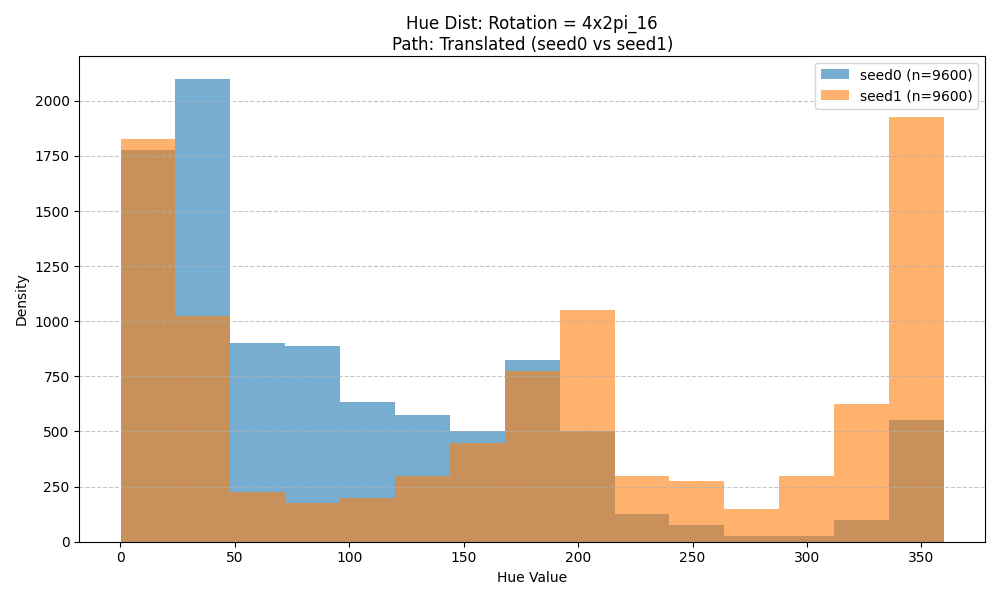 Hue Dist: Rotation = 4x2pi_16
Path: Translated (seed0 vs seed1)
seed0 (n=9600)
seed1 (n=9600)
Density
2000
1750
1500
1250
1000
750
500
250
0
0 50 100 150 200 250 300 350
Hue Value